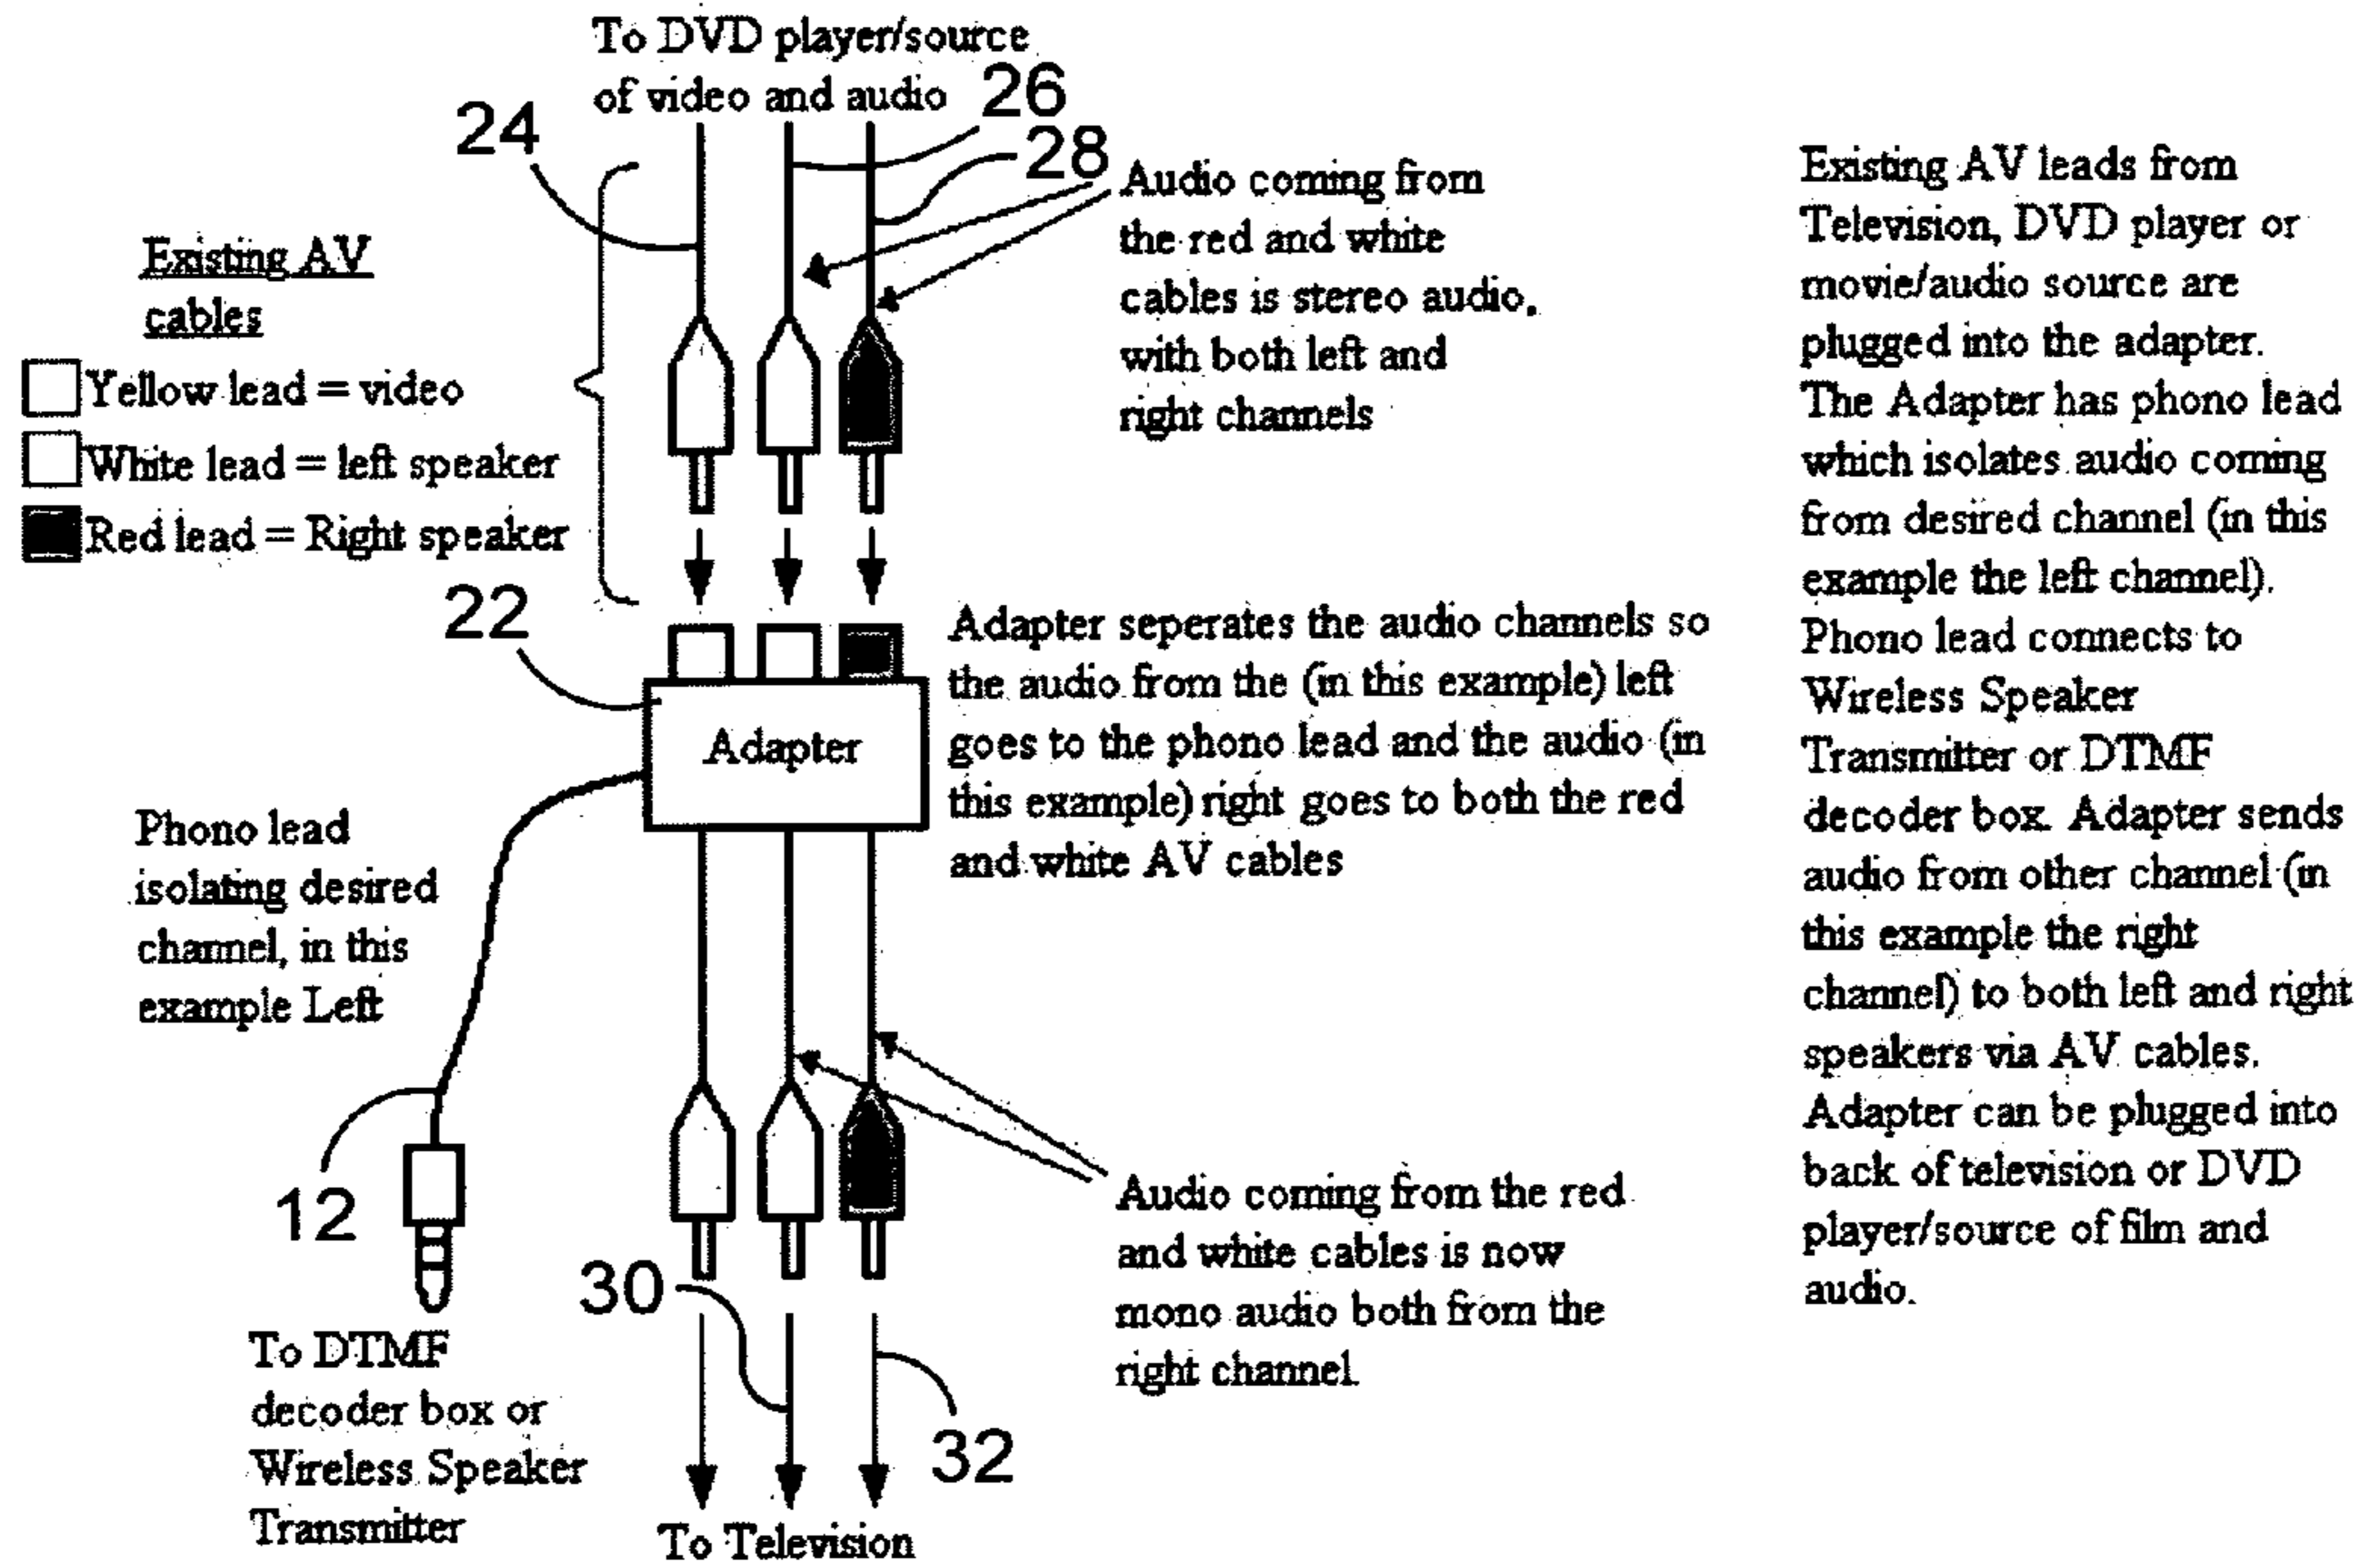 To DVD player/source
of video and audio
24
26
28
Existing AV
cables
Yellow lead = video
White lead = left speaker
Red lead = Right speaker
Audio coming from
the red and white
cables is stereo audio,
with both left and
right channels
22
Adapter
Adapter seperates the audio channels so
the audio from the (in this example) left
goes to the phono lead and the audio (in
this example) right goes to both the red
and white AV cables
Phono lead
isolating desired
channel, in this
example Left
12
To DTMF
decoder box or
Wireless Speaker
Transmitter
30
32
To Television
Audio coming from the red
and white cables is now
mono audio both from the
right channel.
Existing AV leads from
Television, DVD player or
movie/audio source are
plugged into the adapter.
The Adapter has phono lead
which isolates audio coming
from desired channel (in this
example the left channel).
Phono lead connects to
Wireless Speaker
Transmitter or DTMF
decoder box. Adapter sends
audio from other channel (in
this example the right
channel) to both left and right
speakers via AV cables.
Adapter can be plugged into
back of television or DVD
player/source of film and
audio.